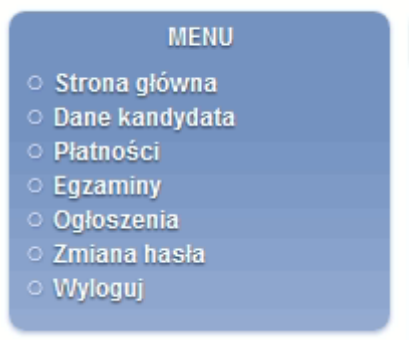 MENU
Strona główna
Dane kandydata
Płatności
Egzaminy
Ogłoszenia
Zmiana hasła
Wyloguj